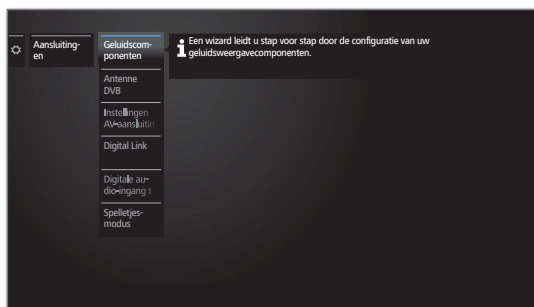 Aansluiting-
en
Geluidscom-
ponenten
Een wizard leidt u stap voor stap door de configuratie van uw
geluidsweergavecomponenten.
Antenne
DVB
Instellingen
AV-aansluitin
Digital Link
Digitale au-
dio-ingang t
Spelletjes-
modus